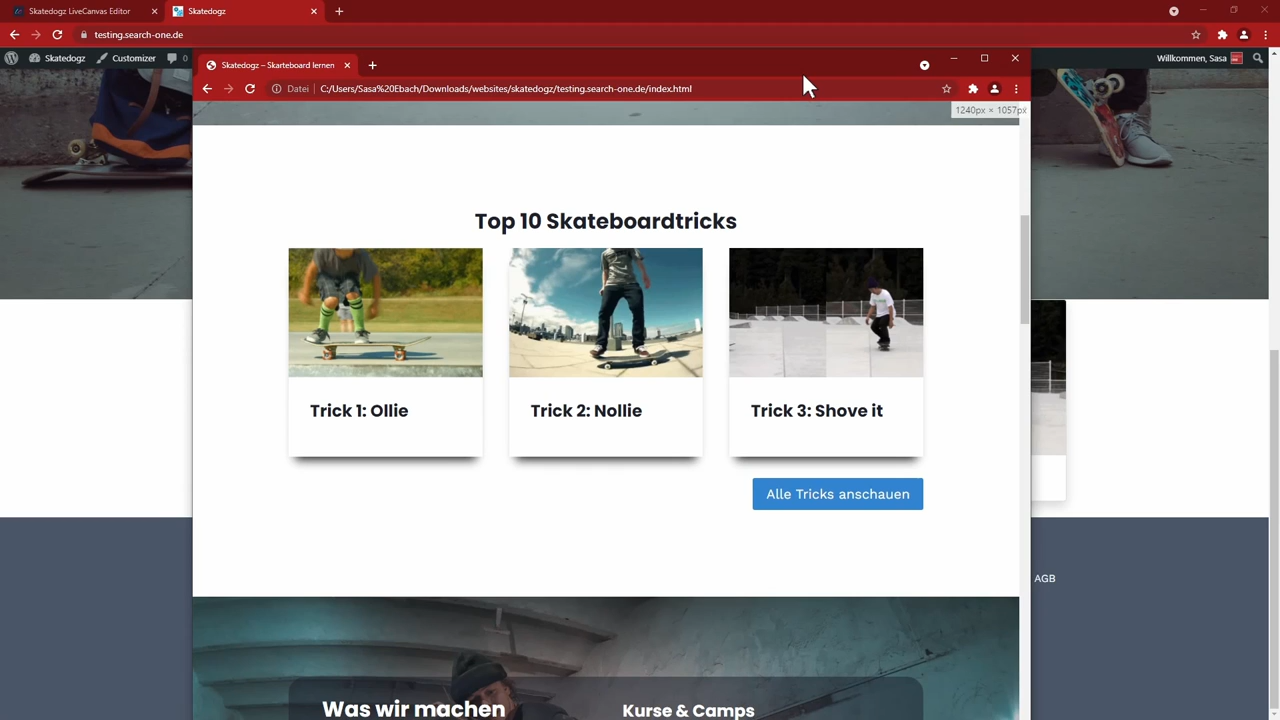 Skatedogz LiveCanvas Editor
Skatedogz
testing.search-one.de
Skatedogz
Customizer
0
Willkommen, Sasa
Skatedogz – Skarteboard lernen
Datei
C:/Users/Sasa%20Ebach/Downloads/websites/skatedogz/testing.search-one.de/index.html
1240px × 1057px
Top 10 Skateboardtricks
Trick 1: Ollie
Trick 2: Nollie
Trick 3: Shove it
Alle Tricks anschauen
AGB
Was wir machen
Kurse & Camps